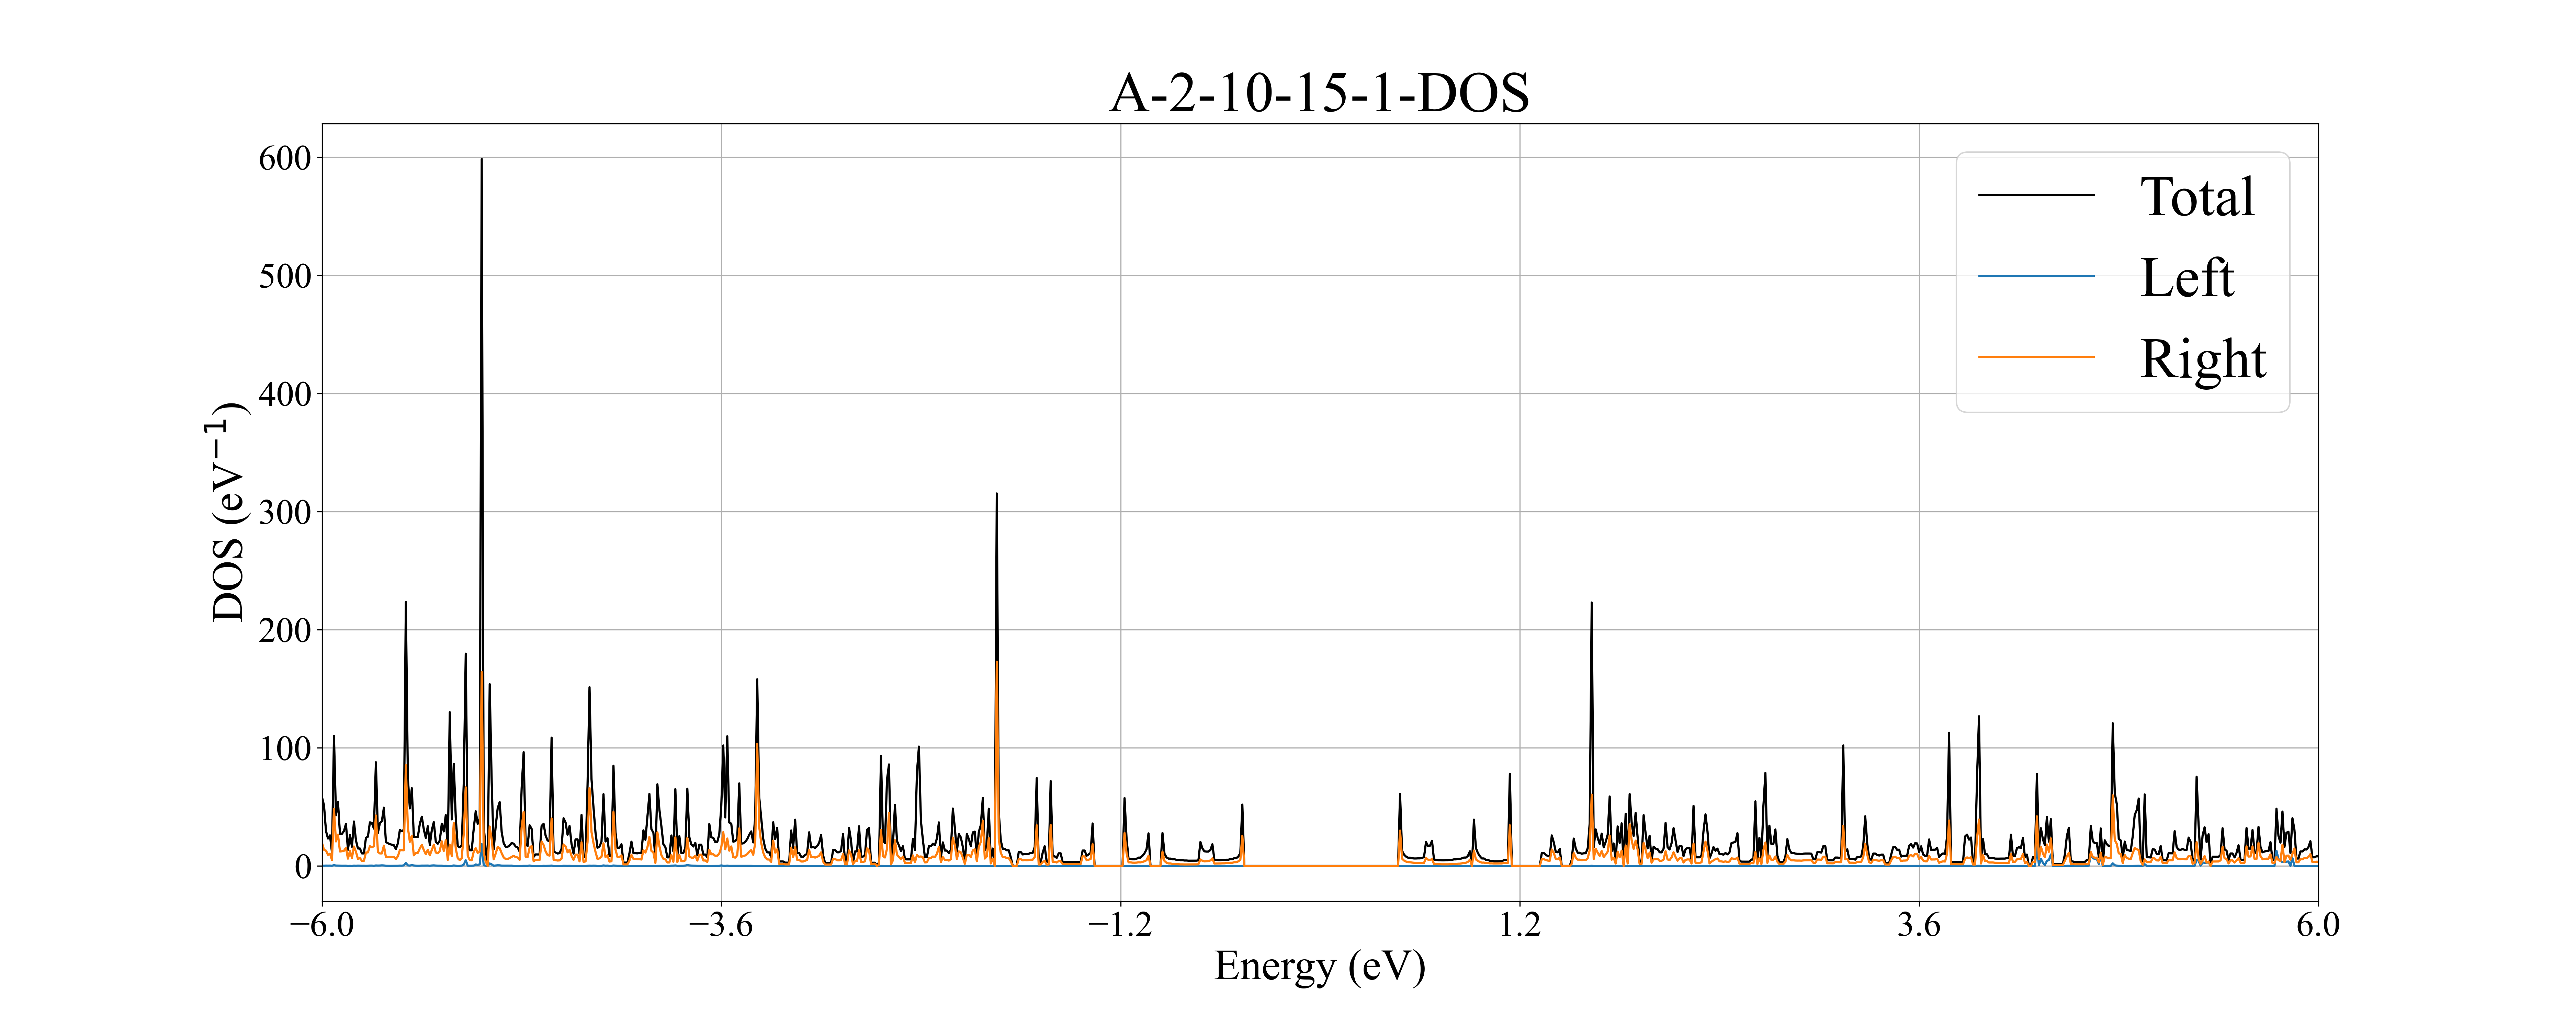 A-2-10-15-1-DOS
Total
Left
Right
DOS (eV⁻¹)
600
500
400
300
200
100
0
−6.0 −3.6 −1.2 1.2 3.6 6.0
Energy (eV)